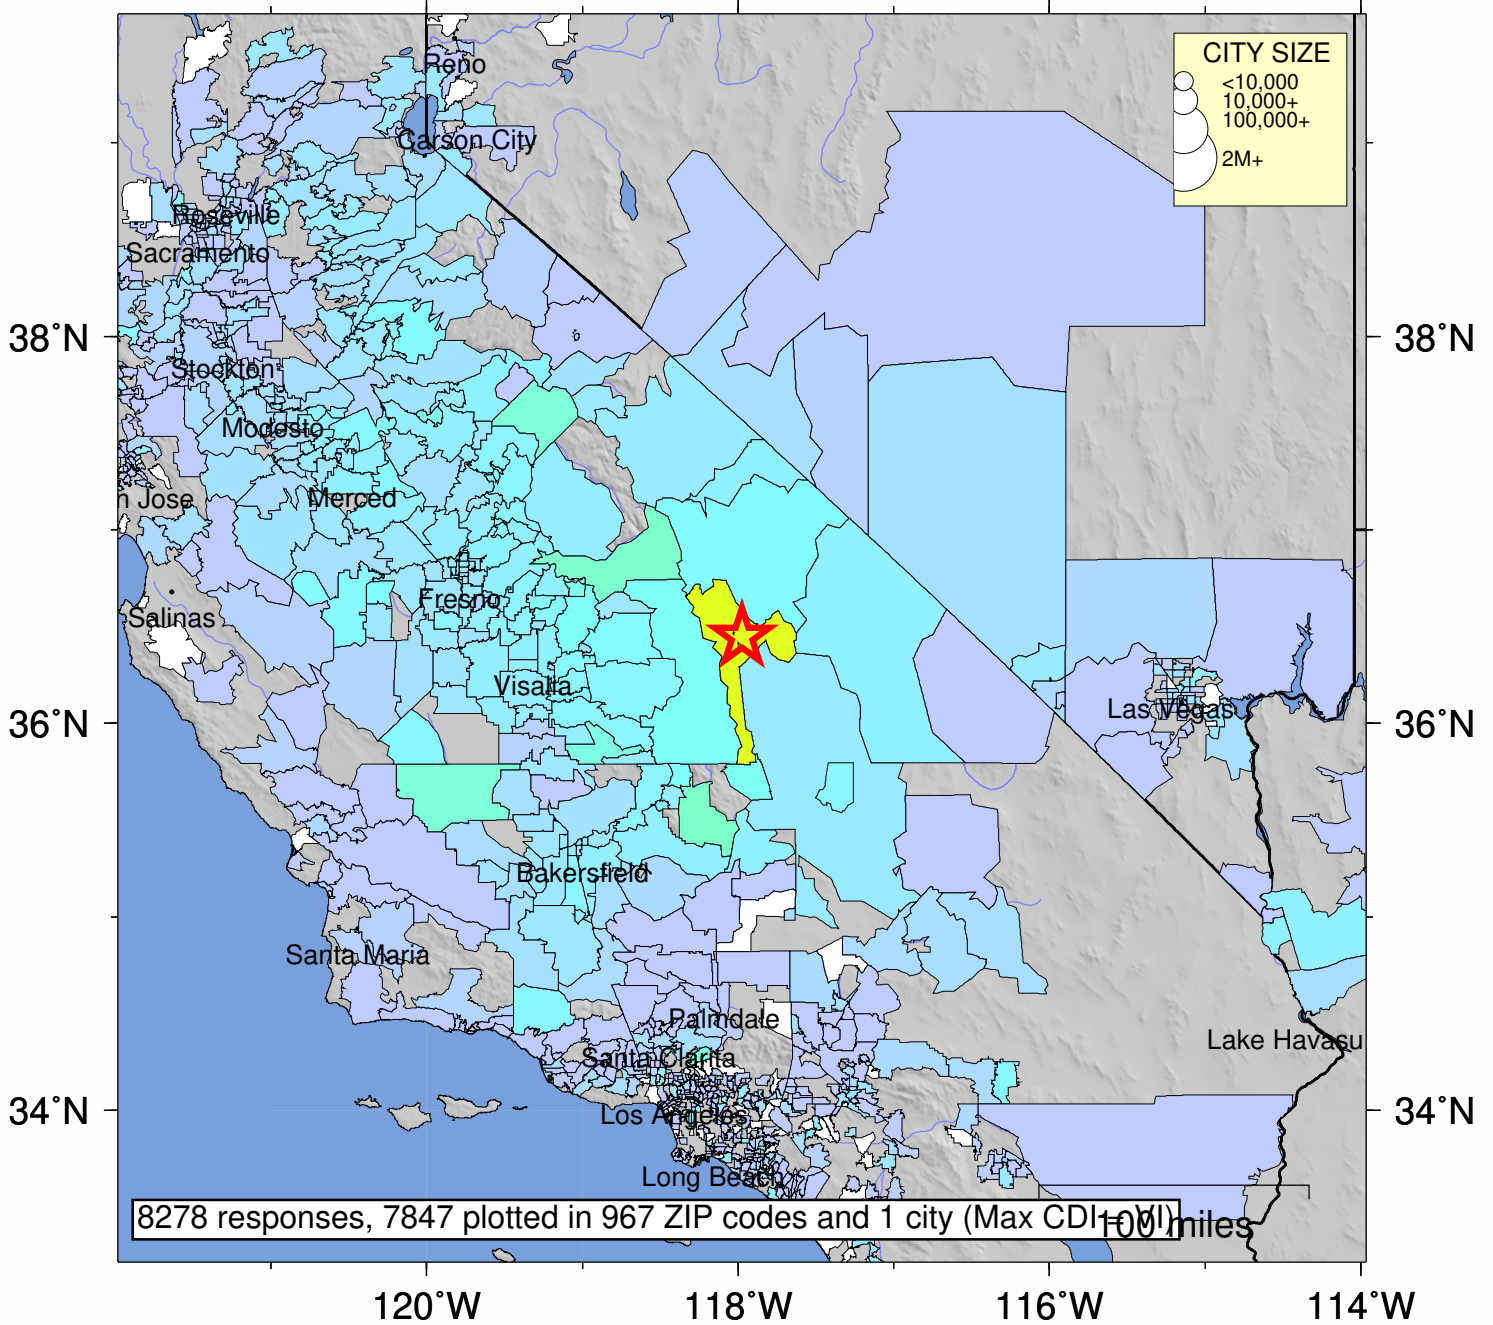 CITY SIZE
<10,000
10,000+
100,000+
2M+
Reno
Carson City
Roseville
Sacramento
38˚N
38˚N
Stockton
Modesto
n Jose
Merced
Fresno
Salinas
Visalia
36˚N
Las Vegas
36˚N
Bakersfield
Santa Maria
Palmdale
Lake Havasu
Santa Clarita
34˚N
Los Angeles
34˚N
Long Beach
8278 responses, 7847 plotted in 967 ZIP codes and 1 city (Max CDI = VI)
100 miles
120˚W
118˚W
116˚W
114˚W